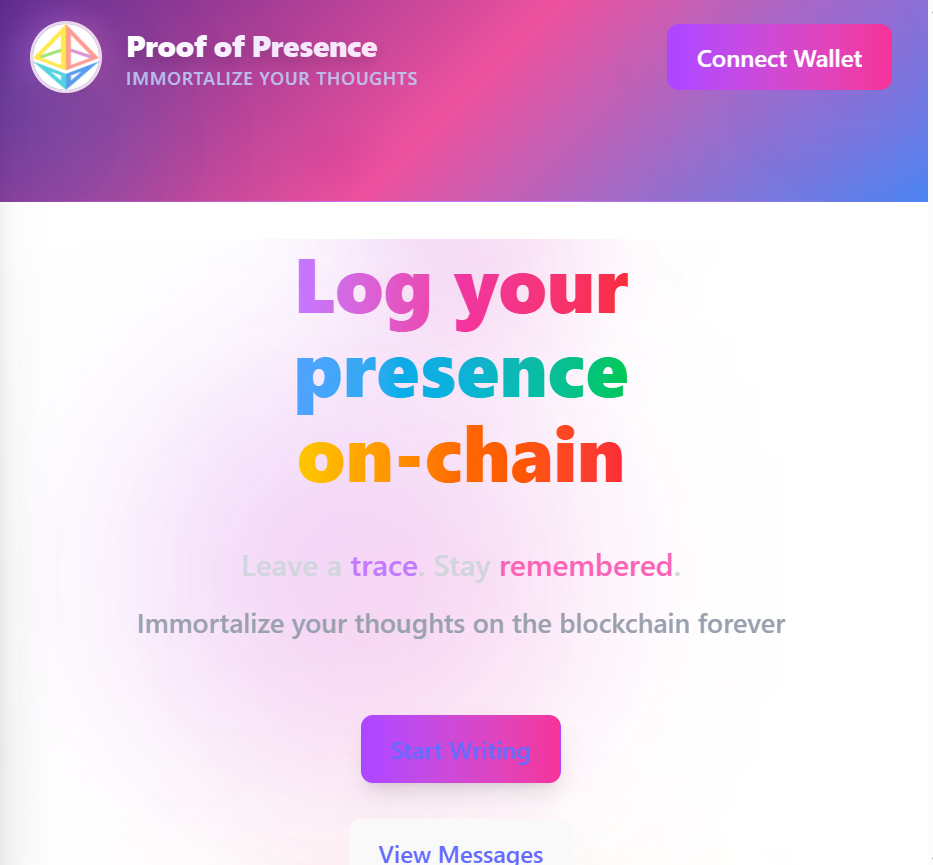 Proof of Presence
IMMORTALIZE YOUR THOUGHTS
Connect Wallet
Log your
presence
on-chain
Leave a trace. Stay remembered.
Immortalize your thoughts on the blockchain forever
Start Writing
View Messages